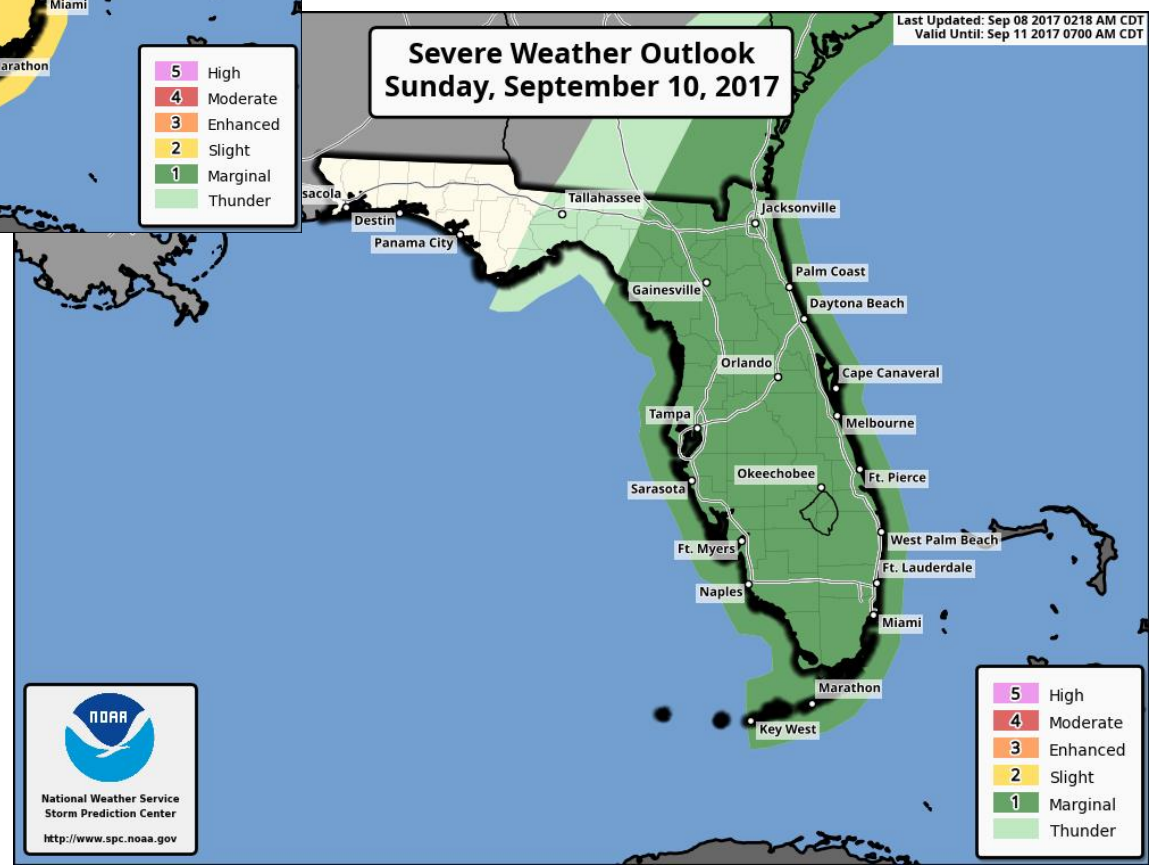 Miami
arathon
5 High
4 Moderate
3 Enhanced
2 Slight
1 Marginal
Thunder
Severe Weather Outlook
Sunday, September 10, 2017
Last Updated: Sep 08 2017 0218 AM CDT
Valid Until: Sep 11 2017 0700 AM CDT
sacola
Destin
Panama City
Tallahassee
Jacksonville
Gainesville
Palm Coast
Daytona Beach
Orlando
Cape Canaveral
Tampa
Melbourne
Okeechobee
Ft. Pierce
Sarasota
West Palm Beach
Ft. Myers
Ft. Lauderdale
Naples
Miami
Marathon
Key West
NOAA
National Weather Service
Storm Prediction Center
http://www.spc.noaa.gov
5 High
4 Moderate
3 Enhanced
2 Slight
1 Marginal
Thunder